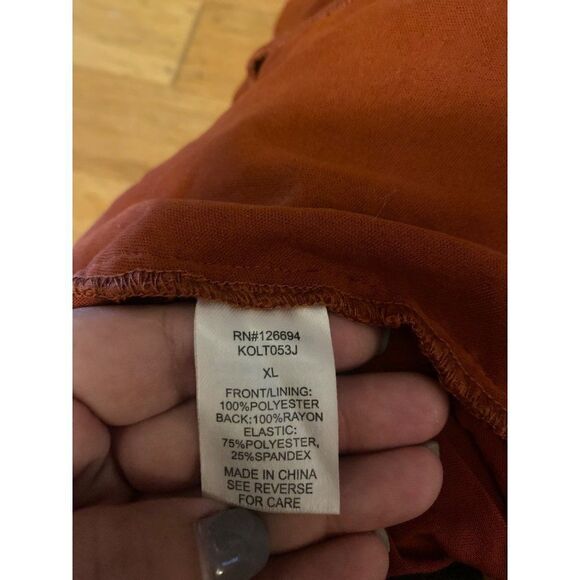 RN#126694
KOLT053J
XL
FRONT/LINING:
100%POLYESTER
BACK:100%RAYON
ELASTIC:
75%POLYESTER,
25%SPANDEX
MADE IN CHINA
SEE REVERSE
FOR CARE